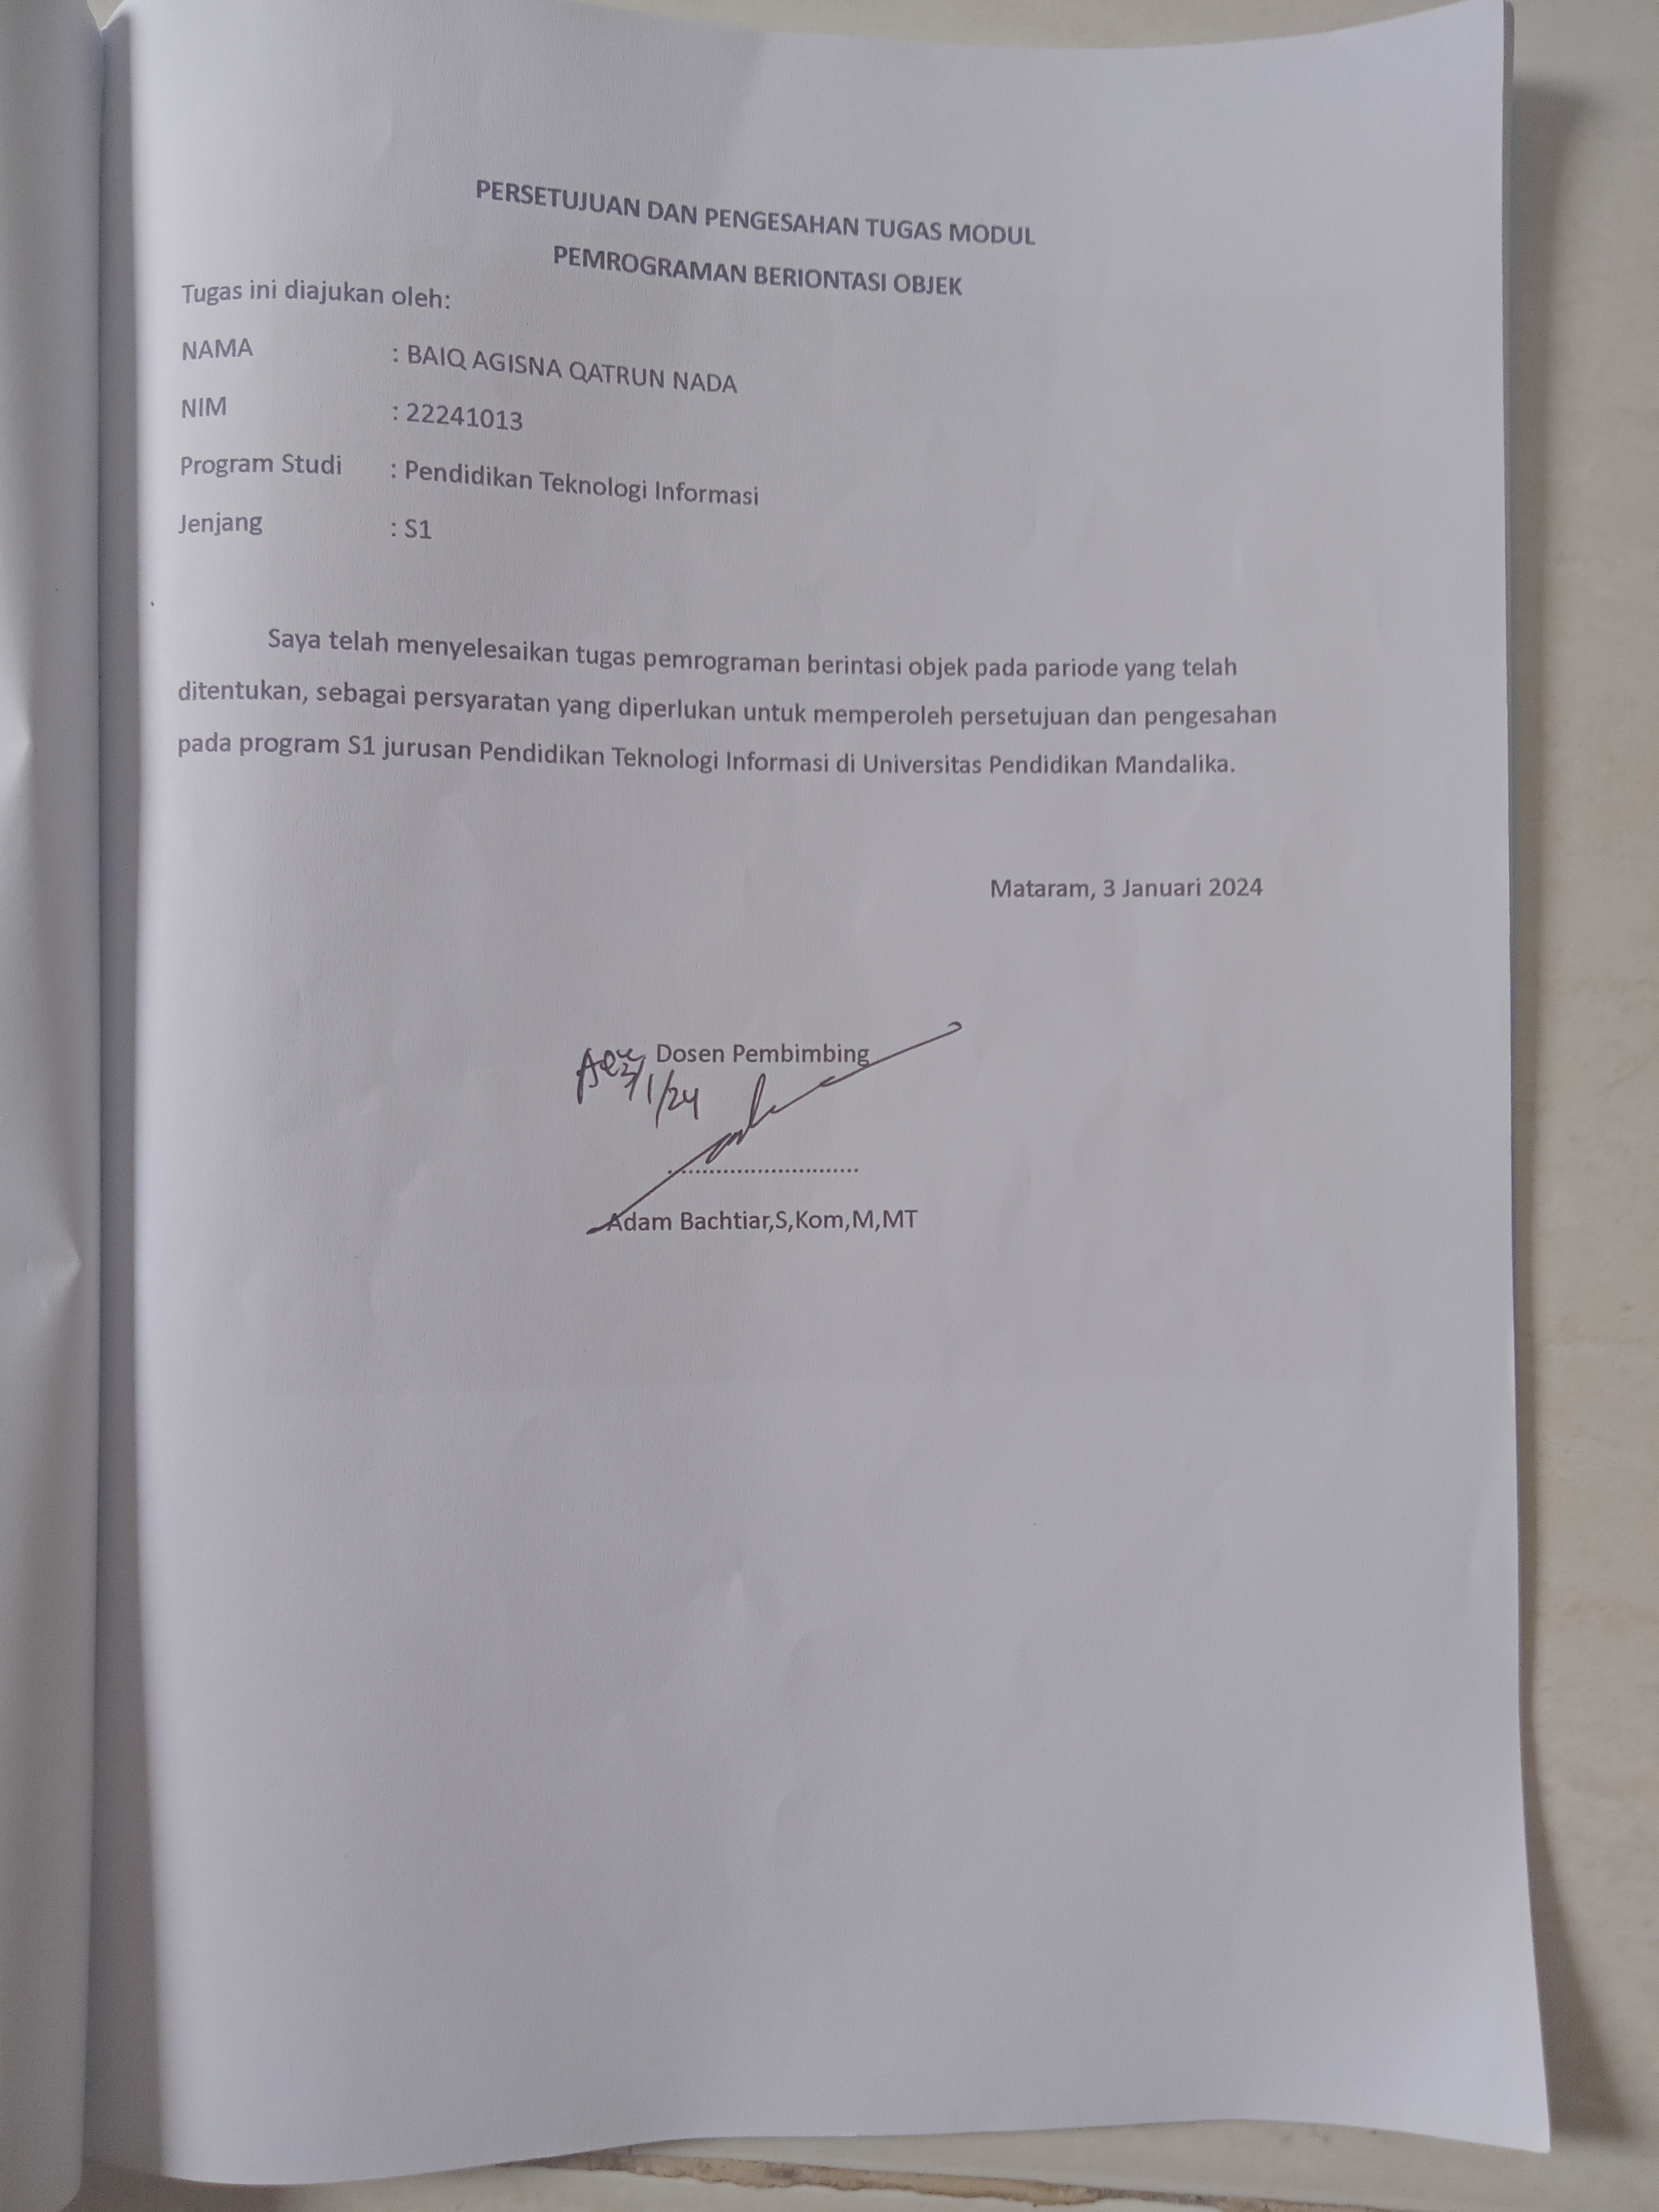 PERSETUJUAN DAN PENGESAHAN TUGAS MODUL
PEMROGRAMAN BERIONTASI OBJEK
Tugas ini diajukan oleh:
NAMA : BAIQ AGISNA QATRUN NADA
NIM : 22241013
Program Studi : Pendidikan Teknologi Informasi
Jenjang : S1
Saya telah menyelesaikan tugas pemrograman berintasi objek pada pariode yang telah
ditentukan, sebagai persyaratan yang diperlukan untuk memperoleh persetujuan dan pengesahan
pada program S1 jurusan Pendidikan Teknologi Informasi di Universitas Pendidikan Mandalika.
Mataram, 3 Januari 2024
Dosen Pembimbing
3/1/24
............................
Adam Bachtiar,S,Kom,M,MT